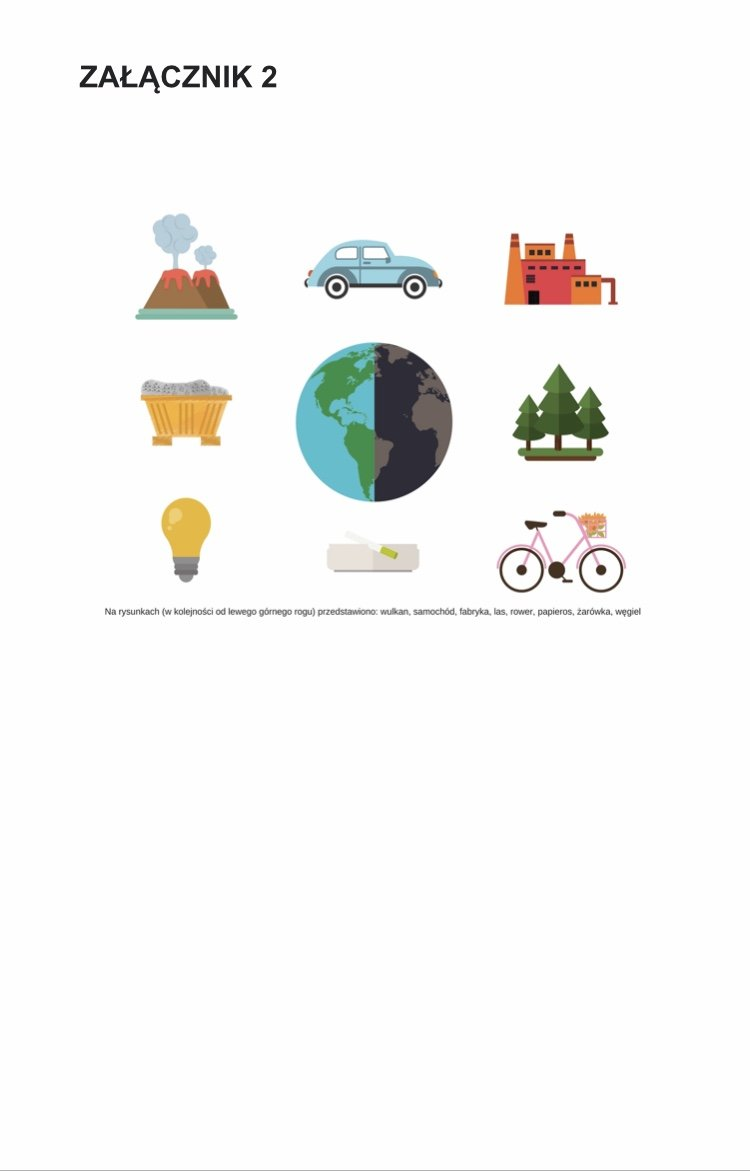 ZAŁĄCZNIK 2
Na rysunkach (w kolejności od lewego górnego rogu) przedstawiono: wulkan, samochód, fabryka, las, rower, papieros, żarówka, węgiel